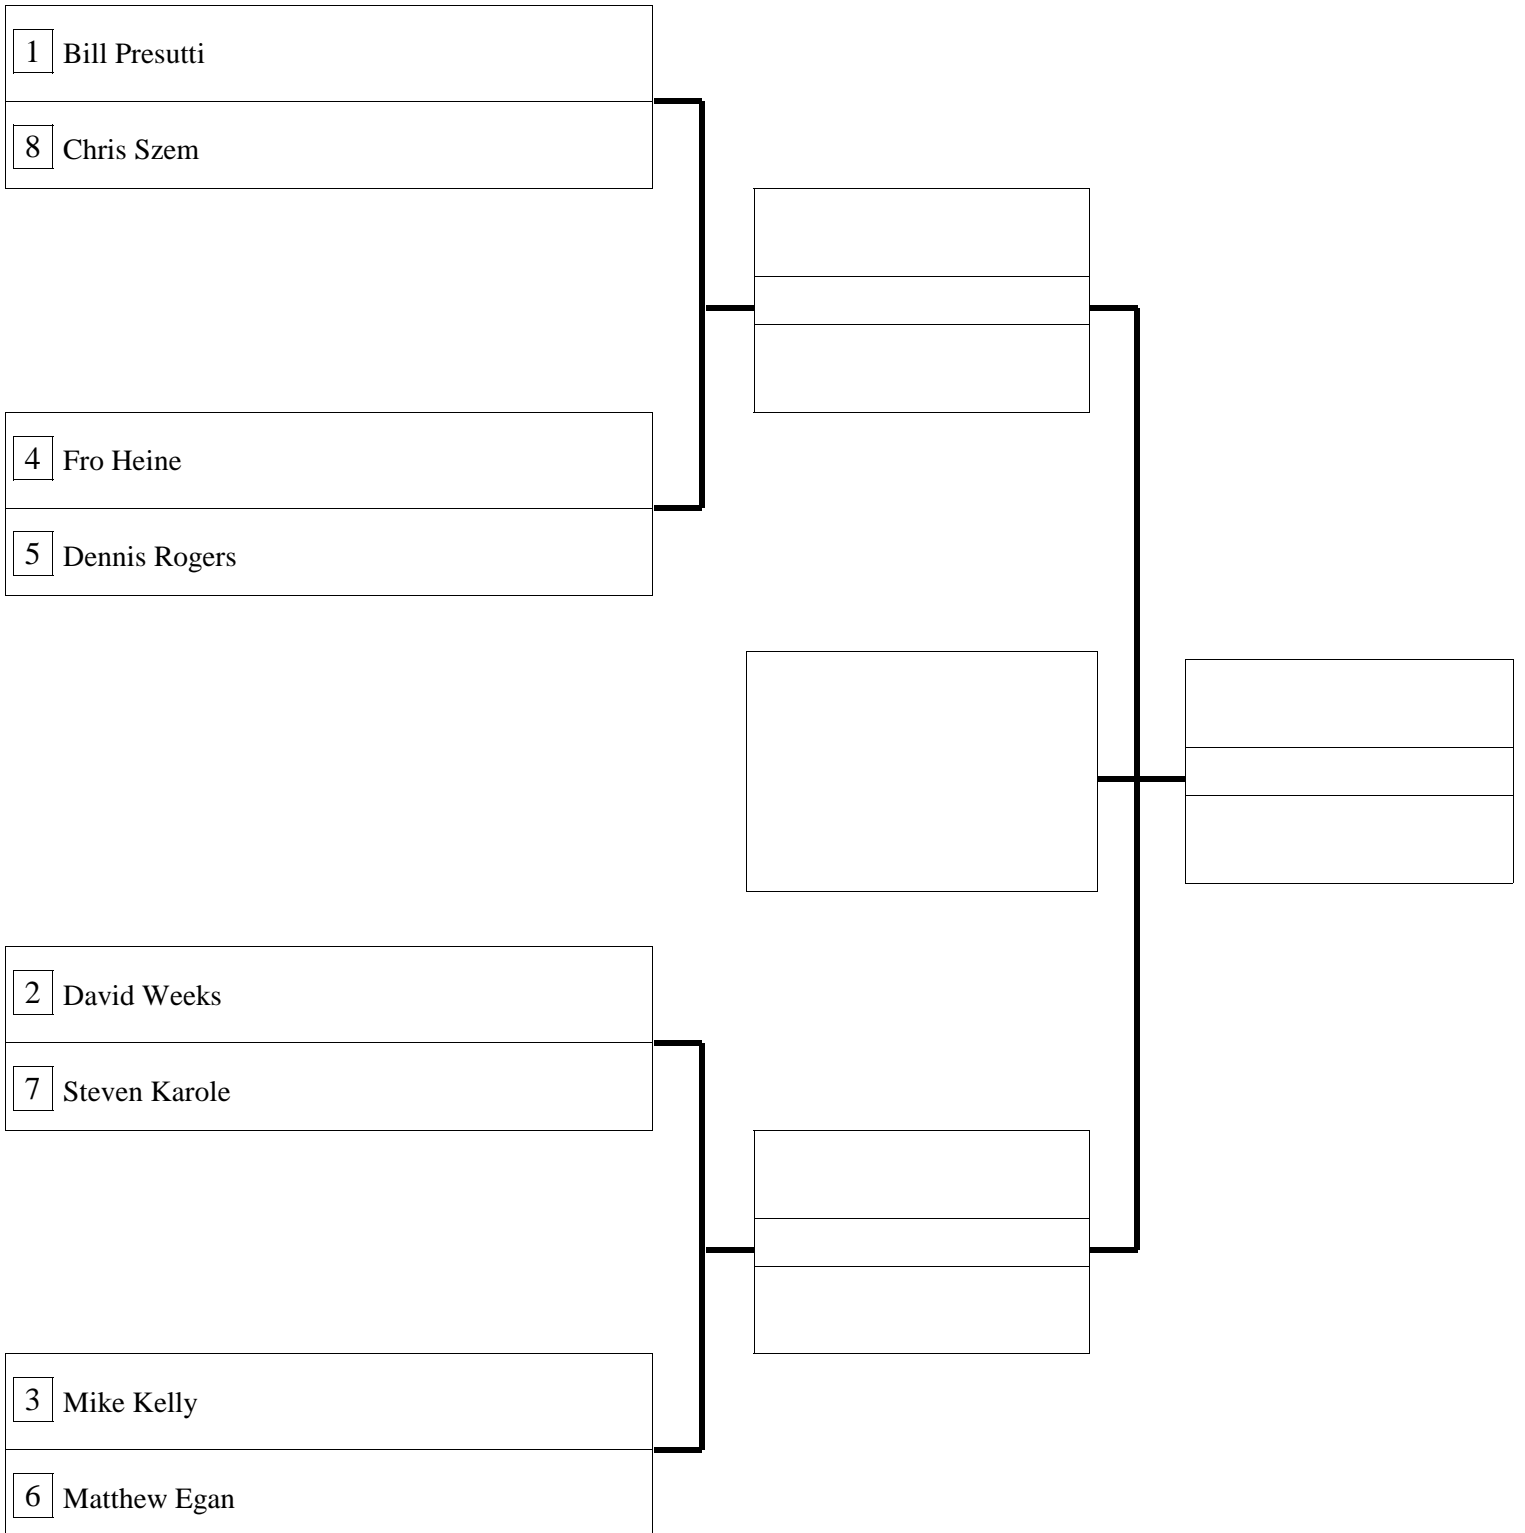 1 Bill Presutti
8 Chris Szem
4 Fro Heine
5 Dennis Rogers
2 David Weeks
7 Steven Karole
3 Mike Kelly
6 Matthew Egan